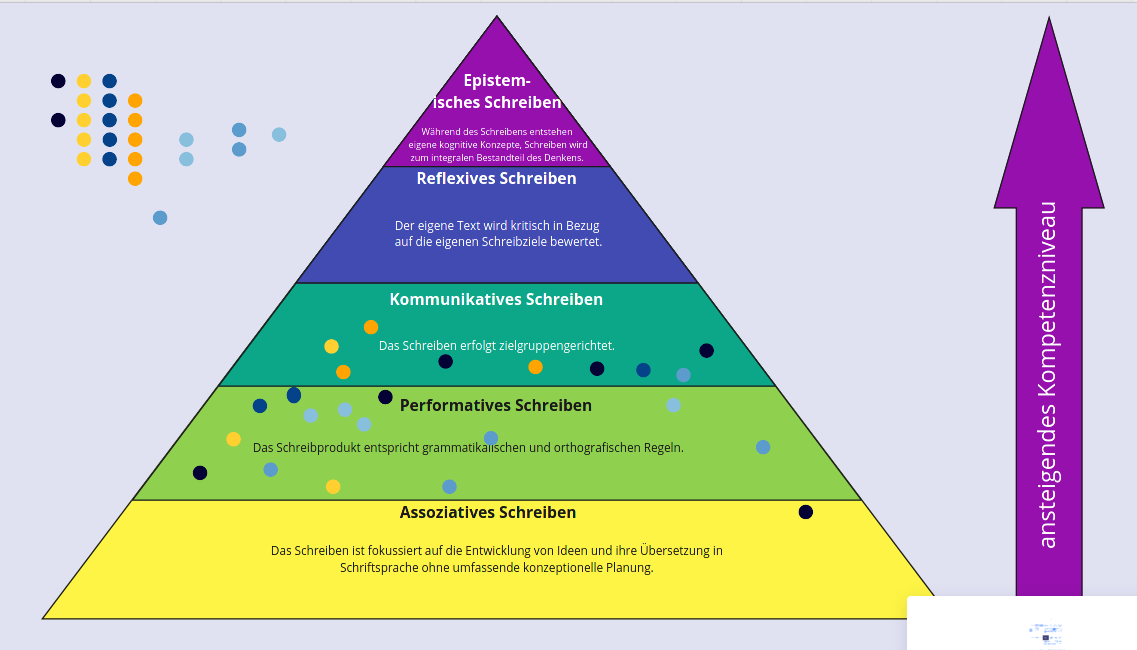 Epistem-
isches Schreiben
Während des Schreibens entstehen
eigene kognitive Konzepte, Schreiben wird
zum integralen Bestandteil des Denkens.
Reflexives Schreiben
Der eigene Text wird kritisch in Bezug
auf die eigenen Schreibziele bewertet.
Kommunikatives Schreiben
Das Schreiben erfolgt zielgruppengerichtet.
Performatives Schreiben
Das Schreibprodukt entspricht grammatikalischen und orthografischen Regeln.
Assoziatives Schreiben
Das Schreiben ist fokussiert auf die Entwicklung von Ideen und ihre Übersetzung in
Schriftsprache ohne umfassende konzeptionelle Planung.
ansteigendes Kompetenzniveau